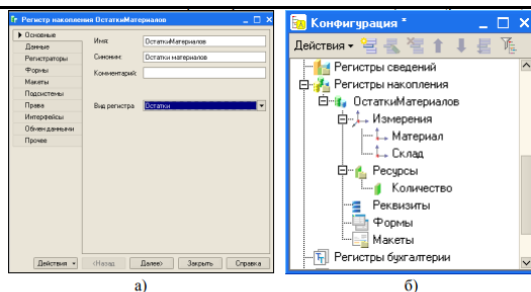 Регистр накопления ОстаткиМатериалов
Основные
Данные
Регистраторы
Формы
Макеты
Подсистемы
Права
Интерфейсы
Обмен данными
Прочее
Имя: ОстаткиМатериалов
Синоним: Остатки материалов
Комментарий:
Вид регистра Остатки
Действия <Назад Далее> Закрыть Справка
а)
Конфигурация *
Действия
Регистры сведений
Регистры накопления
ОстаткиМатериалов
Измерения
Материал
Склад
Ресурсы
Количество
Реквизиты
Формы
Макеты
Регистры бухгалтерии
б)